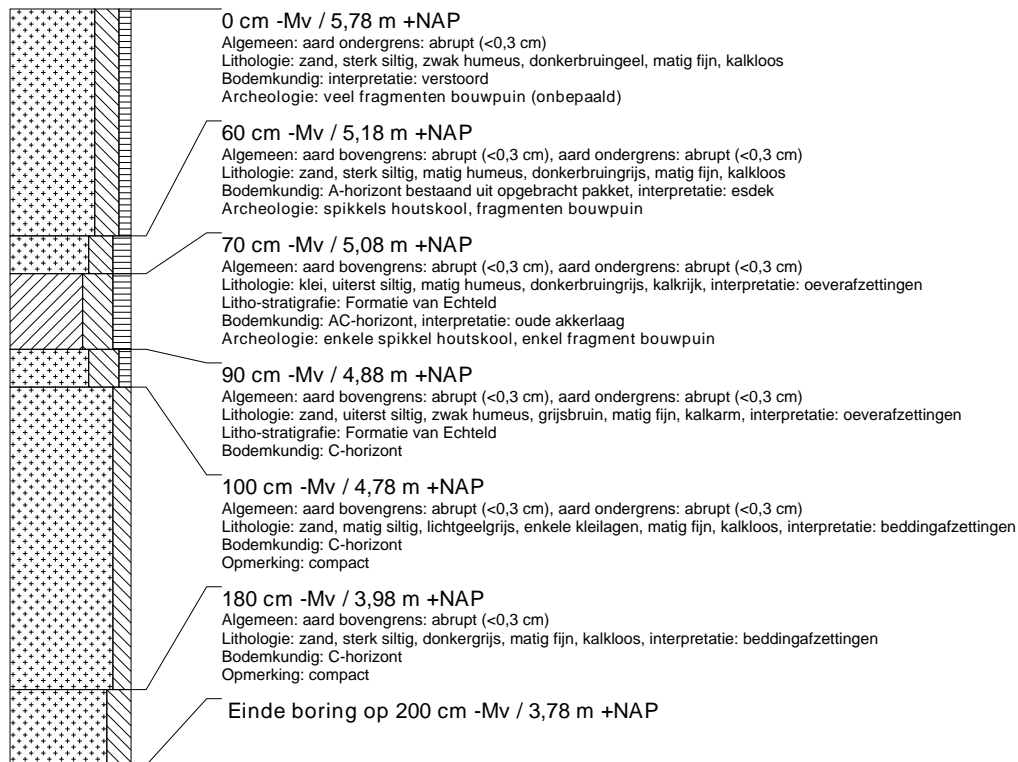 0 cm -Mv / 5,78 m +NAP
Algemeen: aard ondergrens: abrupt (<0,3 cm)
Lithologie: zand, sterk siltig, zwak humeus, donkerbruingeel, matig fijn, kalkloos
Bodemkundig: interpretatie: verstoord
Archeologie: veel fragmenten bouwpuin (onbepaald)
60 cm -Mv / 5,18 m +NAP
Algemeen: aard bovengrens: abrupt (<0,3 cm), aard ondergrens: abrupt (<0,3 cm)
Lithologie: zand, sterk siltig, matig humeus, donkerbruingrijs, matig fijn, kalkloos
Bodemkundig: A-horizont bestaand uit opgebracht pakket, interpretatie: esdek
Archeologie: spikkels houtskool, fragmenten bouwpuin
70 cm -Mv / 5,08 m +NAP
Algemeen: aard bovengrens: abrupt (<0,3 cm), aard ondergrens: abrupt (<0,3 cm)
Lithologie: klei, uiterst siltig, matig humeus, donkerbruingrijs, kalkrijk, interpretatie: oeverafzettingen
Litho-stratigrafie: Formatie van Echteld
Bodemkundig: AC-horizont, interpretatie: oude akkerlaag
Archeologie: enkele spikkel houtskool, enkel fragment bouwpuin
90 cm -Mv / 4,88 m +NAP
Algemeen: aard bovengrens: abrupt (<0,3 cm), aard ondergrens: abrupt (<0,3 cm)
Lithologie: zand, uiterst siltig, zwak humeus, grijsbruin, matig fijn, kalkarm, interpretatie: oeverafzettingen
Litho-stratigrafie: Formatie van Echteld
Bodemkundig: C-horizont
100 cm -Mv / 4,78 m +NAP
Algemeen: aard bovengrens: abrupt (<0,3 cm), aard ondergrens: abrupt (<0,3 cm)
Lithologie: zand, matig siltig, lichtgeelgrijs, enkele kleilagen, matig fijn, kalkloos, interpretatie: beddingafzettingen
Bodemkundig: C-horizont
Opmerking: compact
180 cm -Mv / 3,98 m +NAP
Algemeen: aard bovengrens: abrupt (<0,3 cm)
Lithologie: zand, sterk siltig, donkergrijs, matig fijn, kalkloos, interpretatie: beddingafzettingen
Bodemkundig: C-horizont
Opmerking: compact
Einde boring op 200 cm -Mv / 3,78 m +NAP